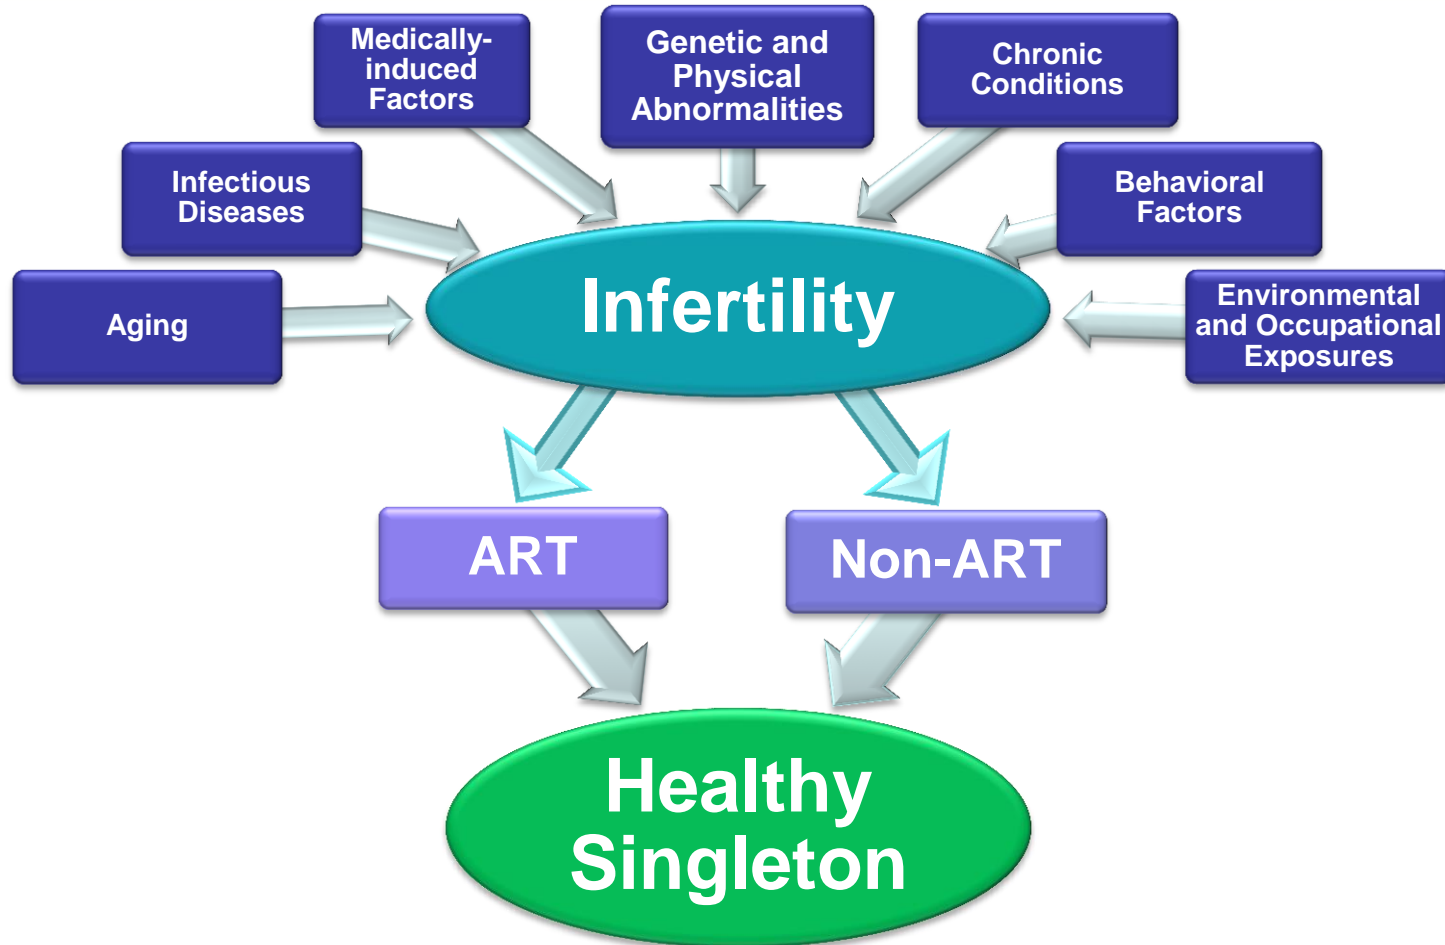 Medically-
induced
Factors
Genetic and
Physical
Abnormalities
Chronic
Conditions
Infectious
Diseases
Behavioral
Factors
Aging
Infertility
Environmental
and Occupational
Exposures
ART
Non-ART
Healthy
Singleton